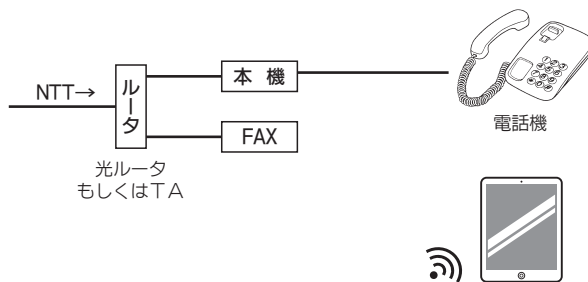 NTT→
ルータ
本 機
FAX
電話機
光ルータ
もしくはTA